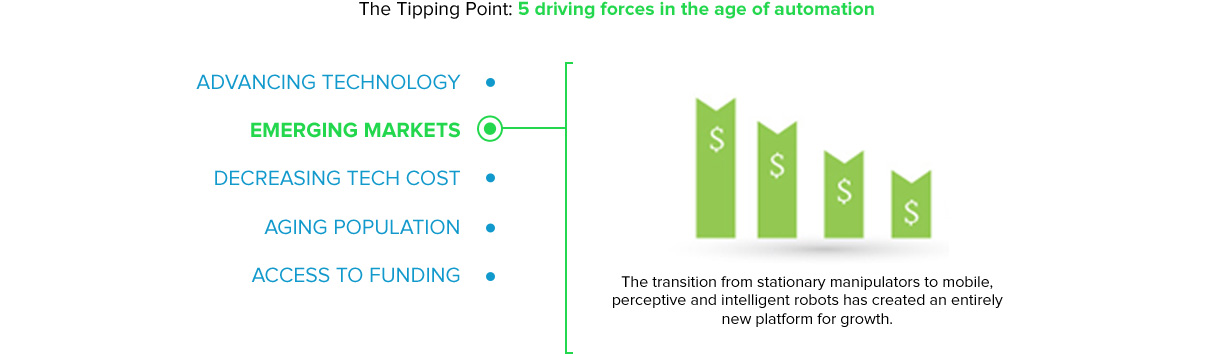 The Tipping Point: 5 driving forces in the age of automation
ADVANCING TECHNOLOGY
EMERGING MARKETS
DECREASING TECH COST
AGING POPULATION
ACCESS TO FUNDING
$
$
$
$
The transition from stationary manipulators to mobile,
perceptive and intelligent robots has created an entirely
new platform for growth.